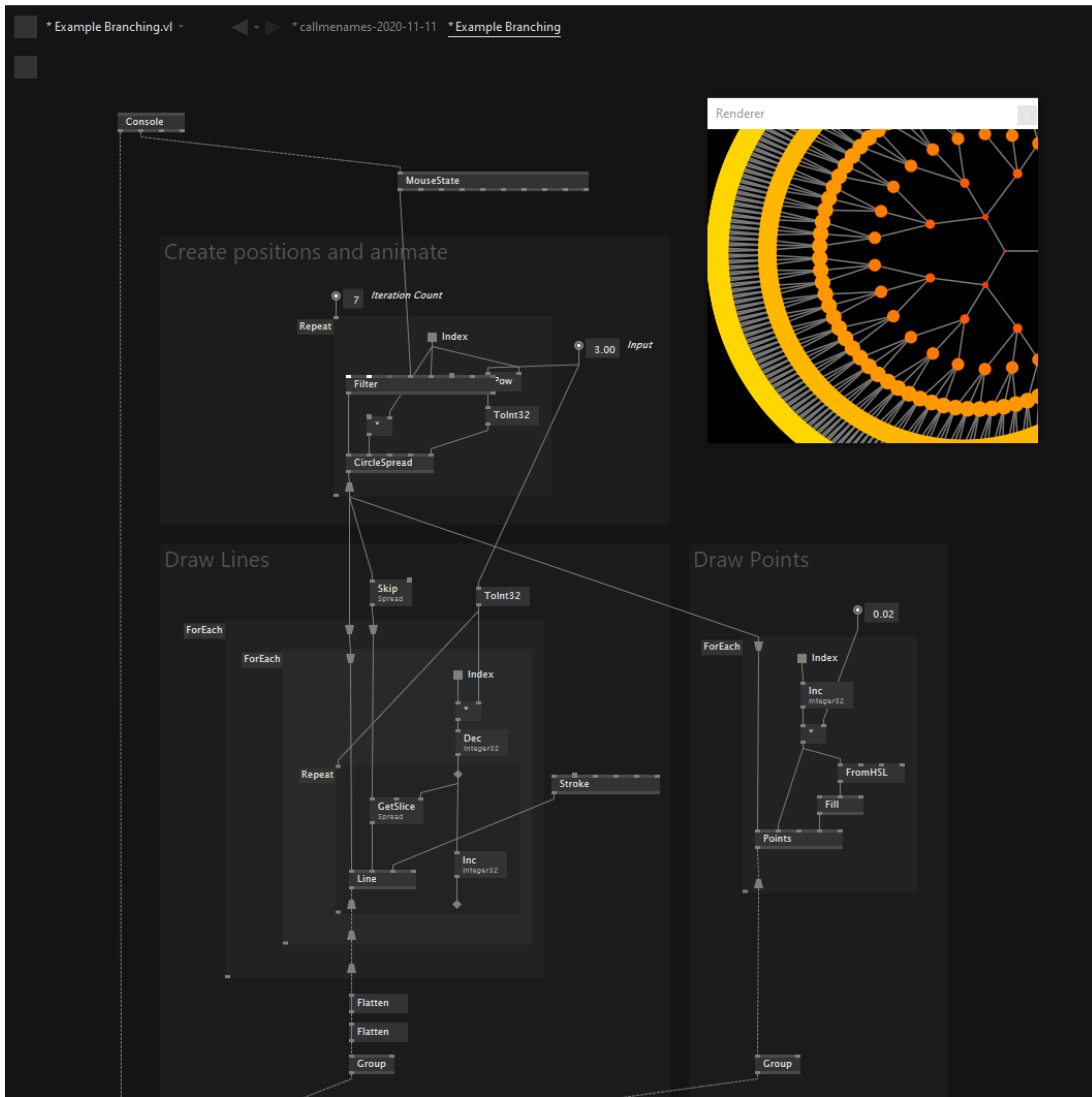 * Example Branching.vl
* callmenames-2020-11-11
* Example Branching
Console
Renderer
MouseState
Create positions and animate
7
Iteration Count
Repeat
Index
3.00
Input
Filter
ToInt32
*
CircleSpread
Draw Lines
Draw Points
Skip
Spread
ToInt32
0.02
ForEach
ForEach
ForEach
Index
Index
Inc
Integer32
*
*
Dec
Integer32
Repeat
FromHSL
Stroke
GetSlice
Spread
Fill
Points
Inc
Integer32
Line
Flatten
Flatten
Group
Group